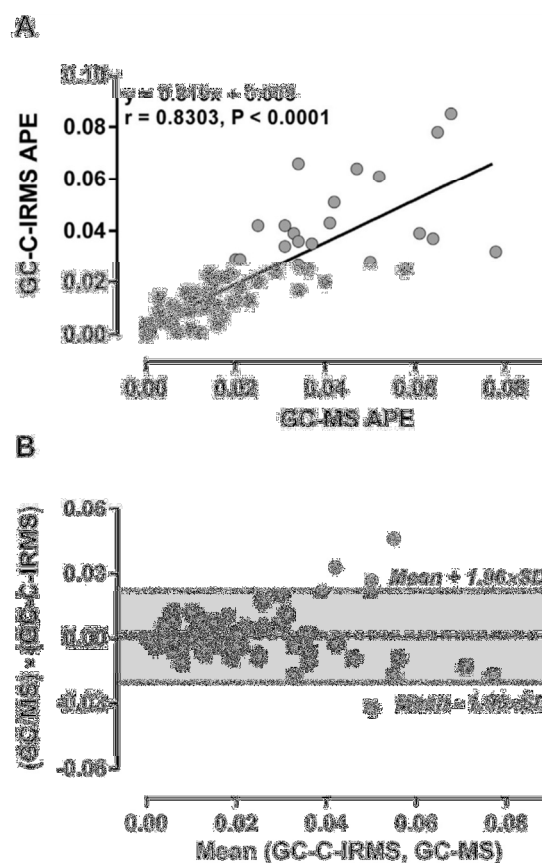 A
0.10
r = 0.8303, P < 0.0001
0.08
GC-C-IRMS APE
0.06
0.04
0.02
0.00
0.00 0.02 0.04 0.06 0.08
GC-MS APE
B
0.06
Mean + 1.96xSD
0.03
(GC/MS) - (GC-C-IRMS)
0.00
-0.03
-0.06
0.00 0.02 0.04 0.06 0.08
Mean (GC-C-IRMS, GC-MS)